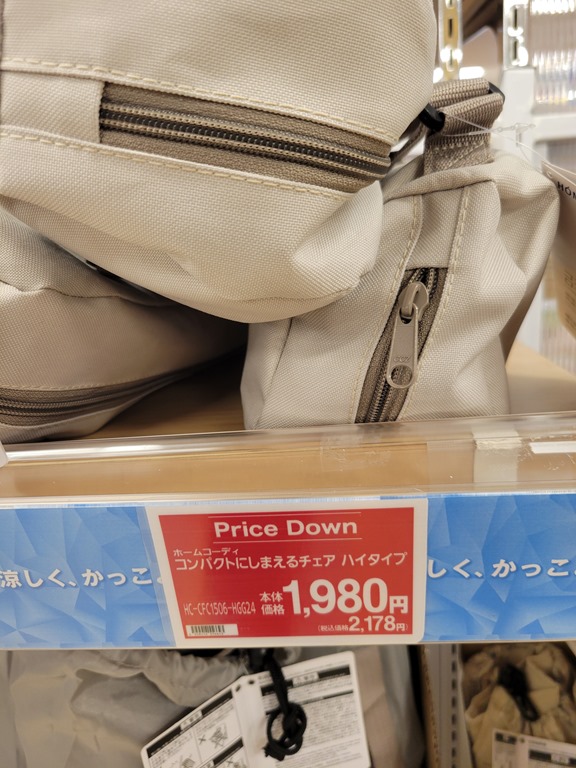 HOM
Price Down
ホームコーディ
コンパクトにしまえるチェア ハイタイプ
HC-CFC1506-HGG24
本体価格 1,980円
(税込価格 2,178円)
涼しく、かっこ
しく、かっこ